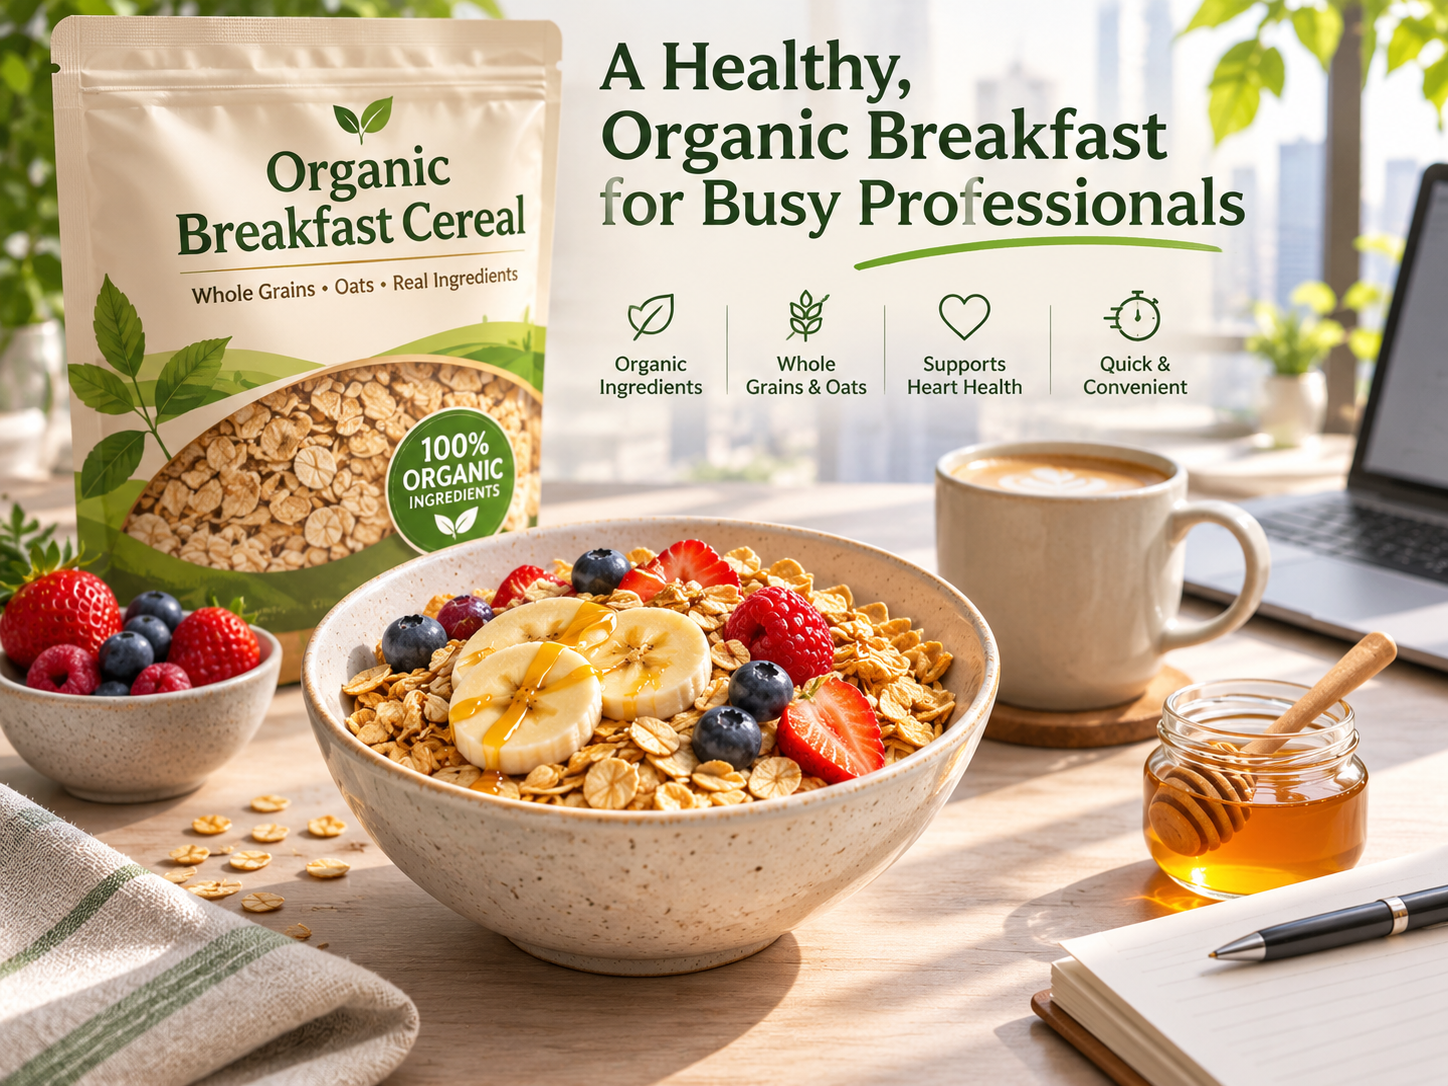 Organic
Breakfast Cereal
Whole Grains • Oats • Real Ingredients
100%
ORGANIC
INGREDIENTS
A Healthy,
Organic Breakfast
for Busy Professionals
Organic
Ingredients
Whole
Grains & Oats
Supports
Heart Health
Quick &
Convenient